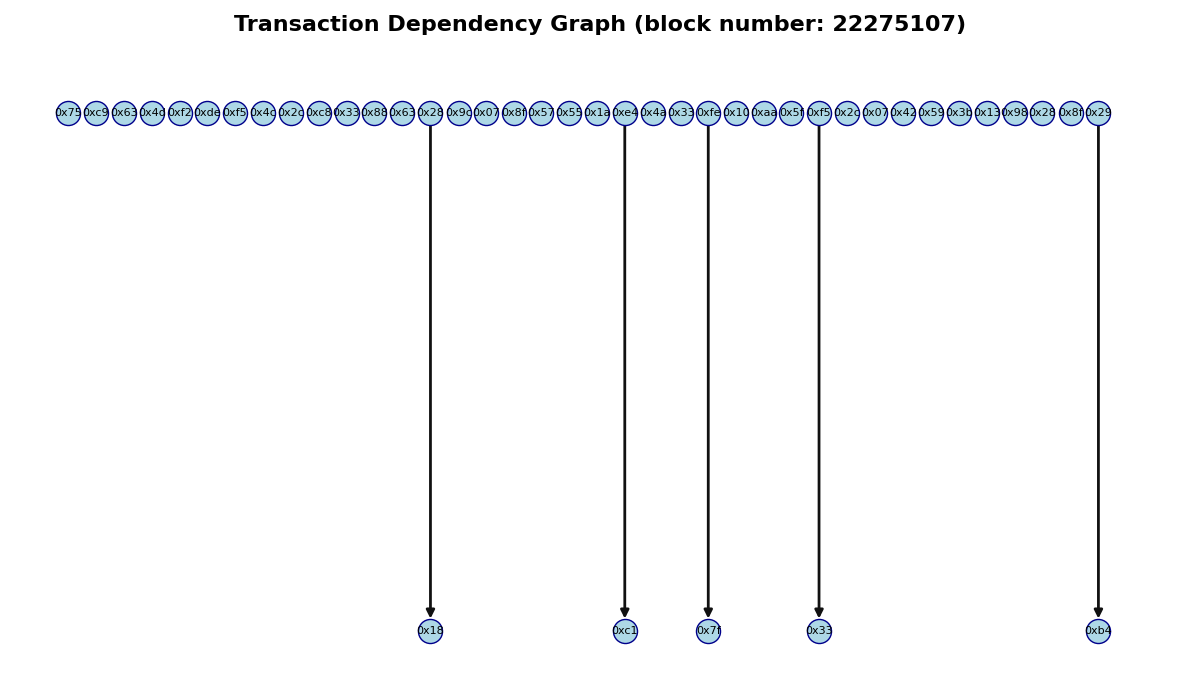 Transaction Dependency Graph (block number: 22275107)
0x75 0xc9 0x63 0x4d 0xf2 0xde 0xf5 0x4c 0x2c 0xc8 0x33 0x88 0x63 0x28 0x9c 0x07 0x8f 0x57 0x55 0x1a 0xe4 0x4a 0x33 0xfe 0x10 0xaa 0x5f 0xf5 0x2c 0x07 0x42 0x59 0x3b 0x13 0x98 0x28 0x8f 0x29
0x18 0xc1 0x7f 0x33 0xb4